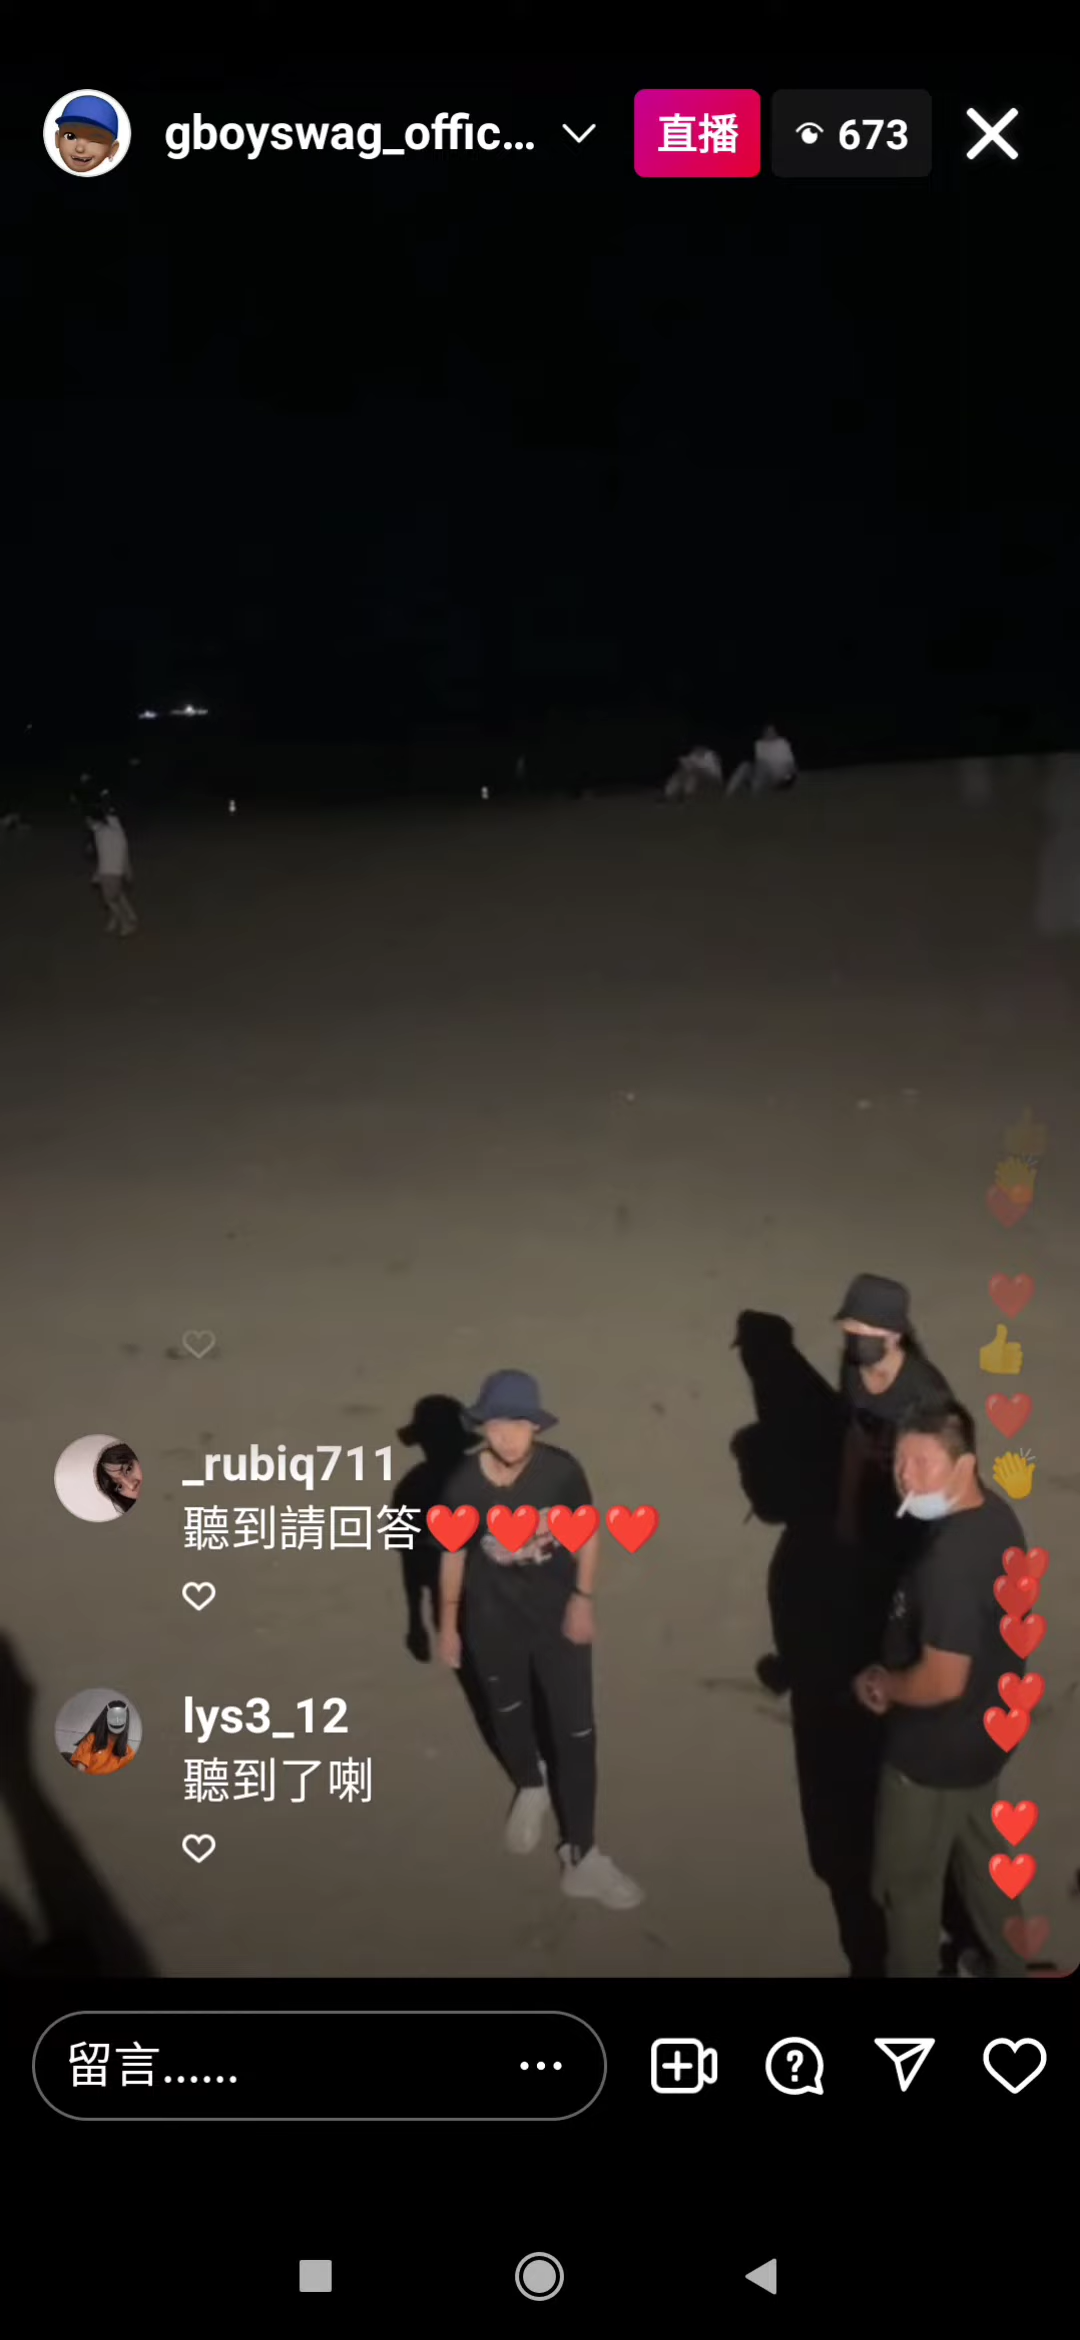 gboyswag_offic...
直播
673
_rubiq711
聽到請回答❤️❤️❤️❤️
lys3_12
聽到了喇
留言......